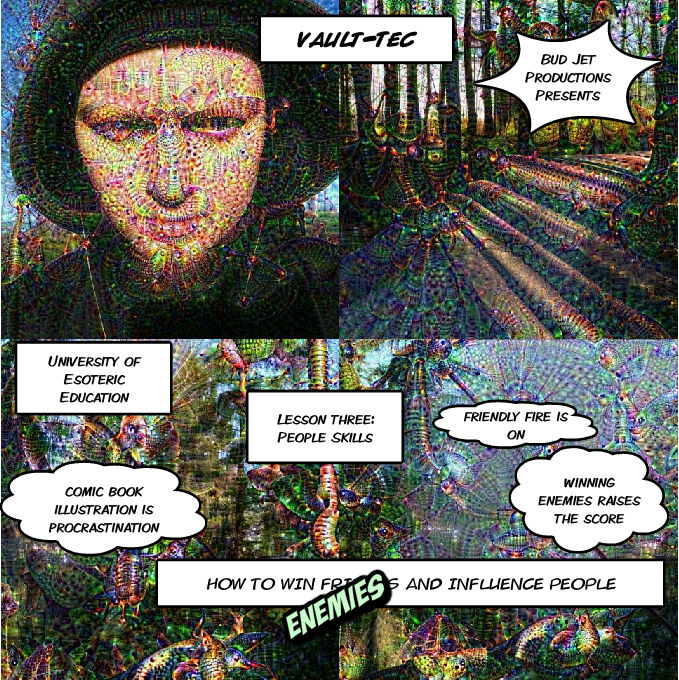 VAULT-TEC
BUD JET
PRODUCTIONS
PRESENTS
UNIVERSITY OF
ESOTERIC
EDUCATION
LESSON THREE:
PEOPLE SKILLS
FRIENDLY FIRE IS
ON
COMIC BOOK
ILLUSTRATION IS
PROCRASTINATION
WINNING
ENEMIES RAISES
THE SCORE
HOW TO WIN FRIENDS AND INFLUENCE PEOPLE
ENEMIES